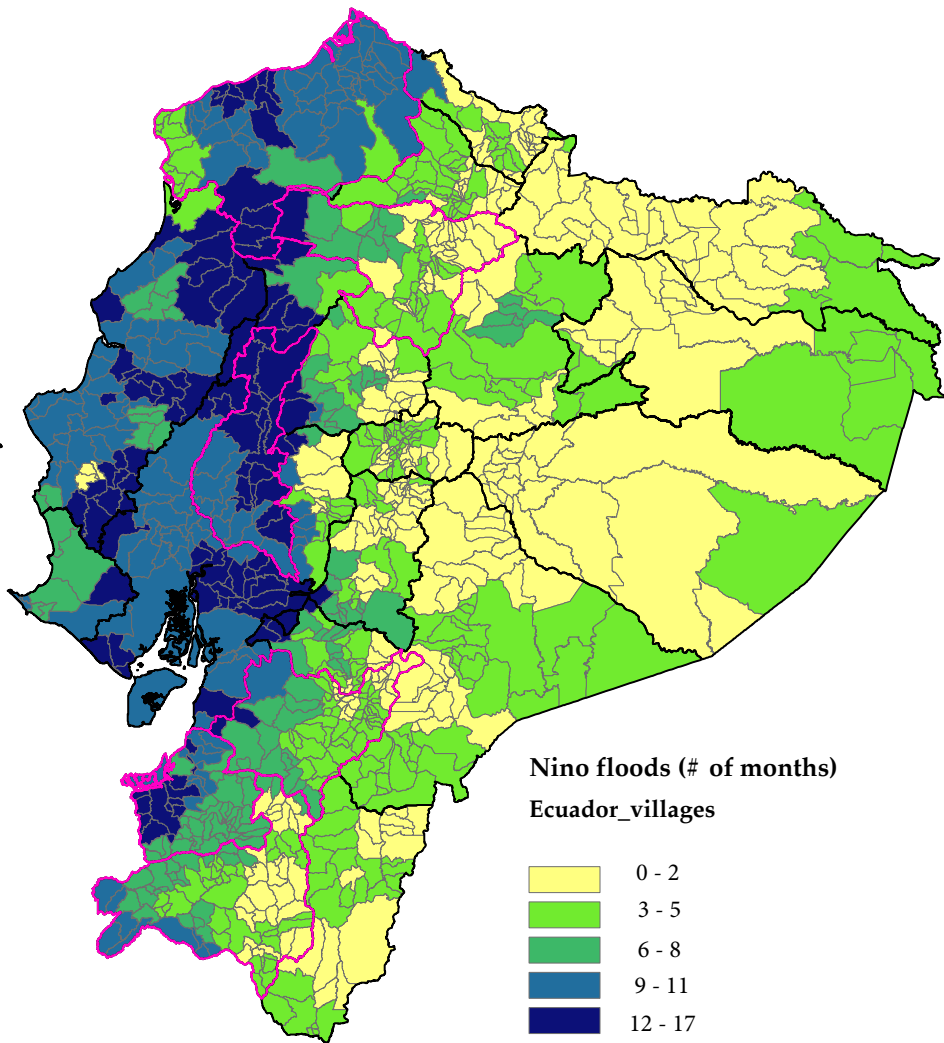 Nino floods (# of months)
Ecuador_villages
0 - 2
3 - 5
6 - 8
9 - 11
12 - 17